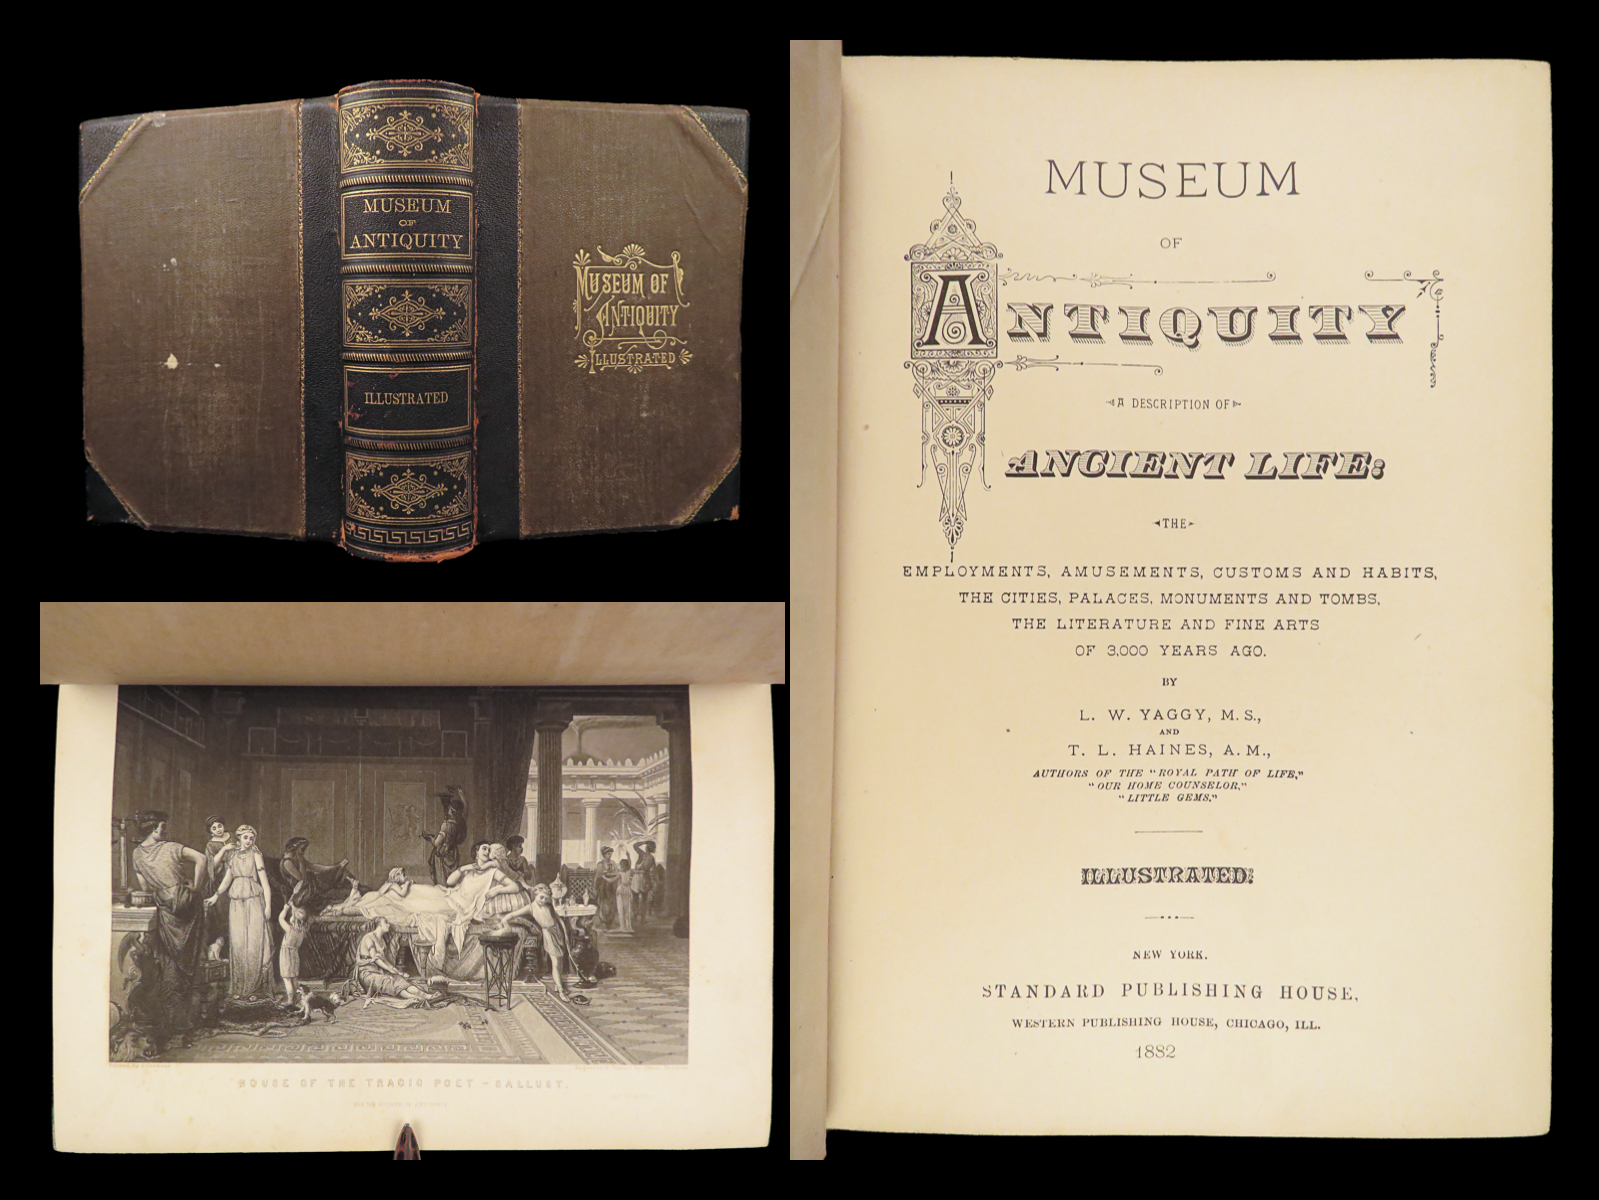 MUSEUM
OF
ANTIQUITY
ILLUSTRATED
MUSEUM OF
ANTIQUITY
ILLUSTRATED
HOUSE OF THE TRAGIC POET – SALLUST.
MUSEUM
OF
ANTIQUITY
A DESCRIPTION OF
ANCIENT LIFE:
THE
EMPLOYMENTS, AMUSEMENTS, CUSTOMS AND HABITS,
THE CITIES, PALACES, MONUMENTS AND TOMBS,
THE LITERATURE AND FINE ARTS
OF 3,000 YEARS AGO.
BY
L. W. YAGGY, M. S.,
AND
T. L. HAINES, A. M.,
AUTHORS OF THE "ROYAL PATH OF LIFE,"
"OUR HOME COUNSELOR,"
"LITTLE GEMS."
ILLUSTRATED.
NEW YORK.
STANDARD PUBLISHING HOUSE,
WESTERN PUBLISHING HOUSE, CHICAGO, ILL.
1882